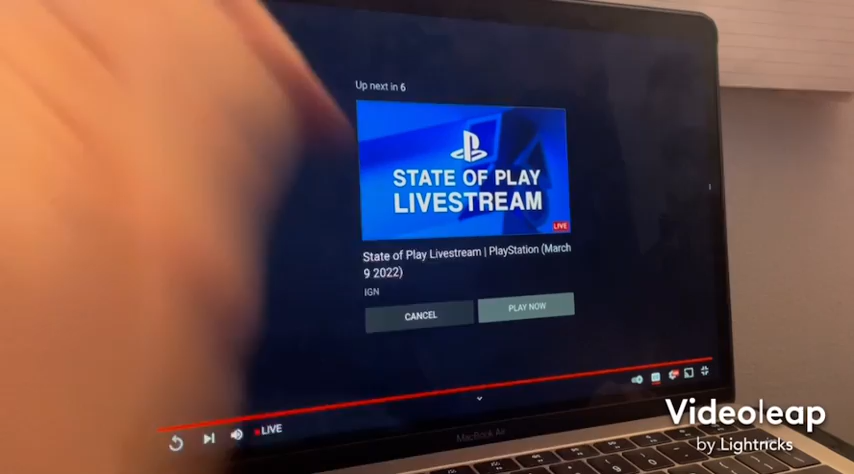 Up next in 6
STATE OF PLAY
LIVESTREAM
LIVE
State of Play Livestream | PlayStation (March
9 2022)
IGN
CANCEL
PLAY NOW
LIVE
MacBook Air
Videoleap
by Lightricks